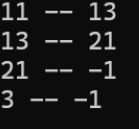 11 -- 13
13 -- 21
21 -- -1
3 -- -1